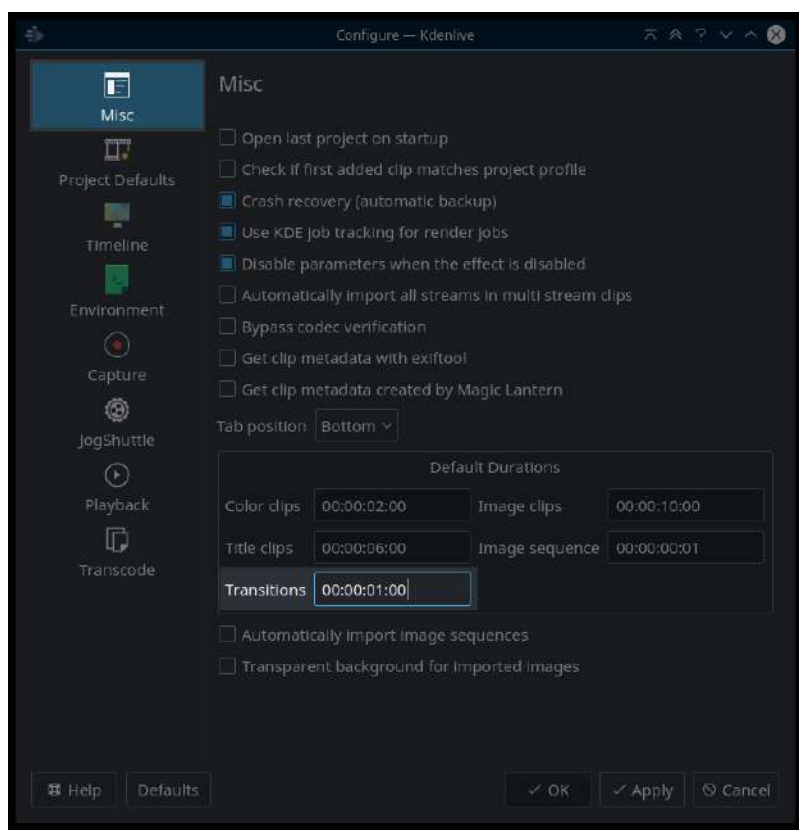 Configure — Kdenlive
Misc
Project Defaults
Timeline
Environment
Capture
JogShuttle
Playback
Transcode
Misc
Open last project on startup
Check if first added clip matches project profile
Crash recovery (automatic backup)
Use KDE job tracking for render jobs
Disable parameters when the effect is disabled
Automatically import all streams in multi stream clips
Bypass codec verification
Get clip metadata with exiftool
Get clip metadata created by Magic Lantern
Tab position Bottom
Default Durations
Color clips 00:00:02:00 Image clips 00:00:10:00
Title clips 00:00:06:00 Image sequence 00:00:00:01
Transitions 00:00:01:00
Automatically import image sequences
Transparent background for imported images
Help Defaults OK Apply Cancel